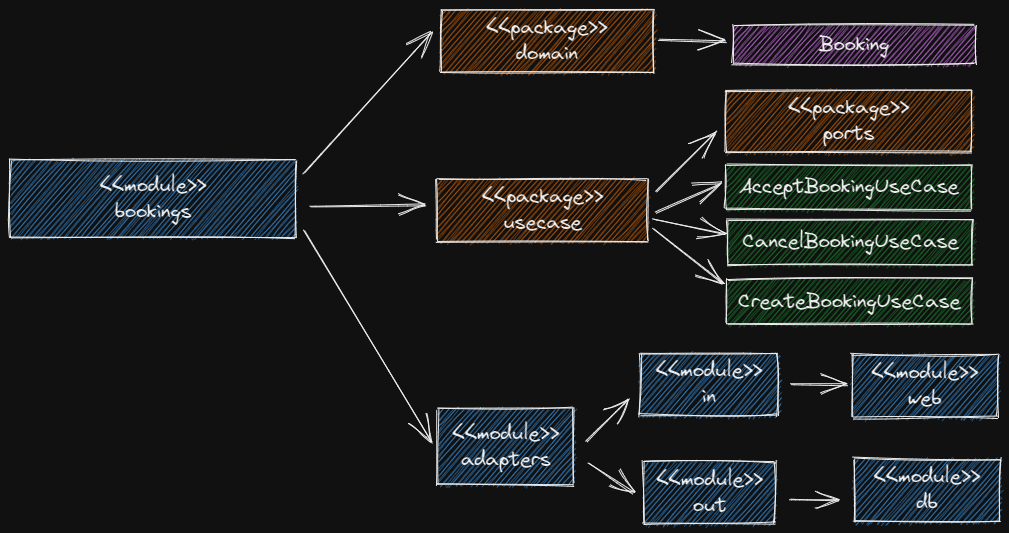 <<module>>
bookings
<<package>>
domain
Booking
<<package>>
usecase
<<package>>
ports
AcceptBookingUseCase
CancelBookingUseCase
CreateBookingUseCase
<<module>>
adapters
<<module>>
in
<<module>>
web
<<module>>
out
<<module>>
db